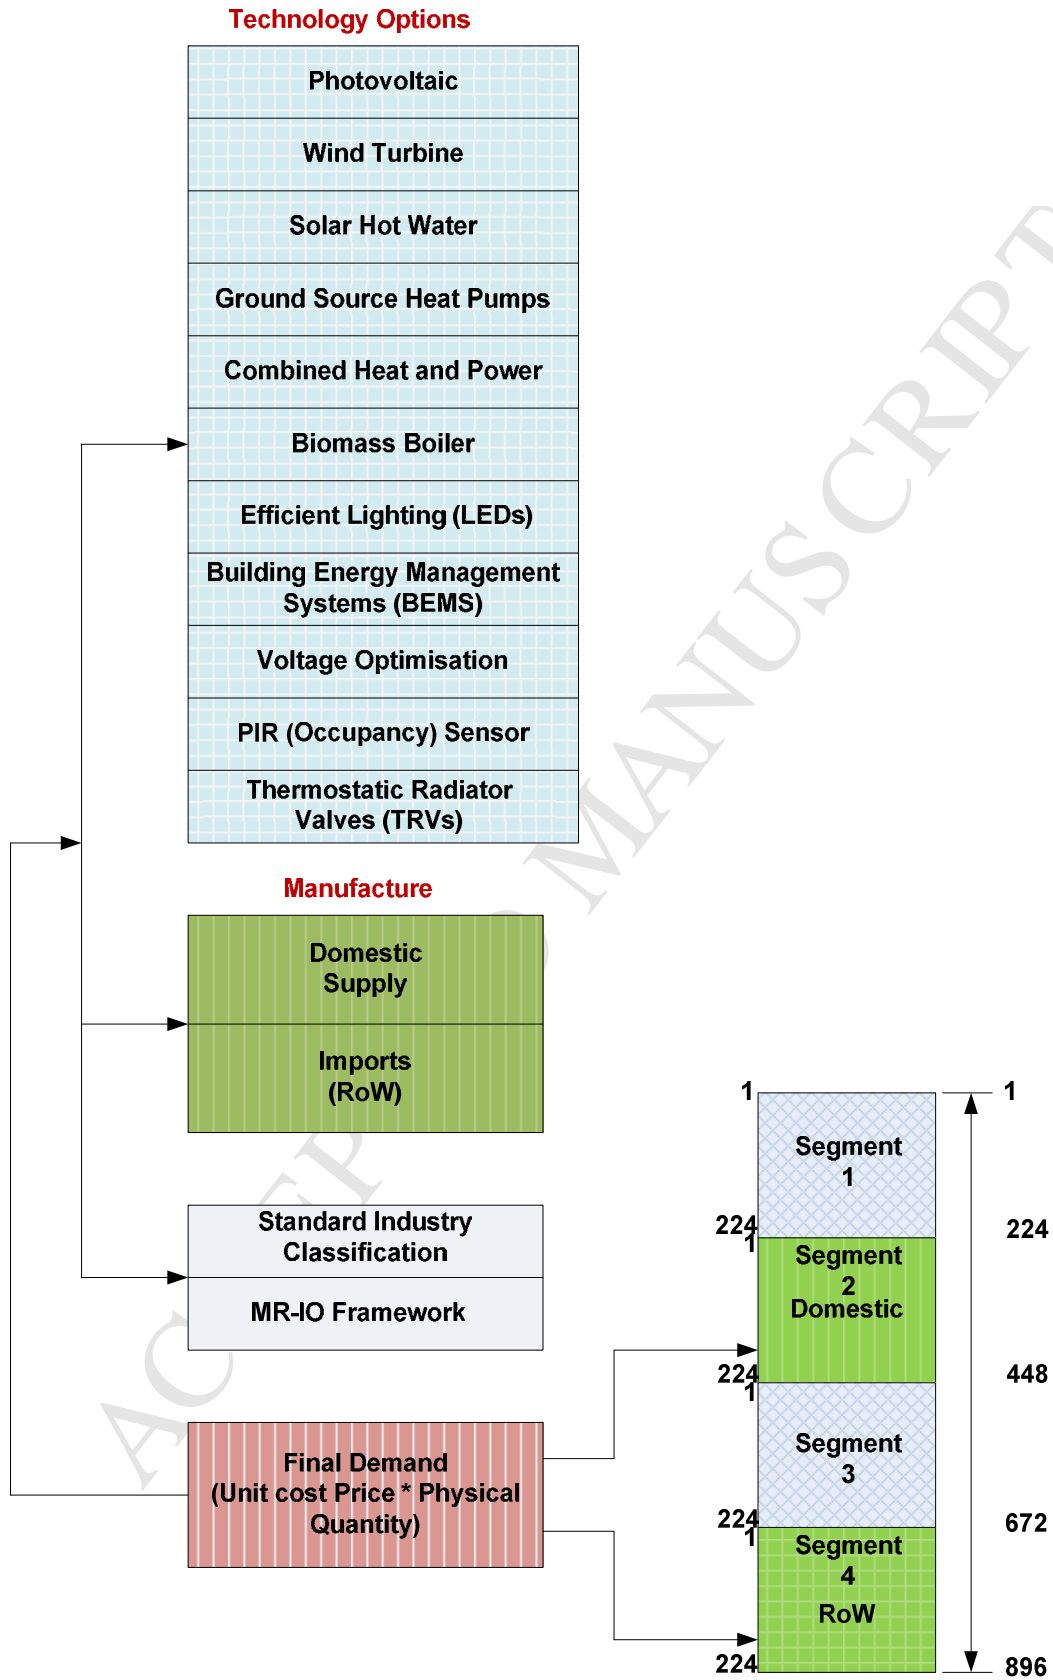 Technology Options
Photovoltaic
Wind Turbine
Solar Hot Water
Ground Source Heat Pumps
Combined Heat and Power
Biomass Boiler
Efficient Lighting (LEDs)
Building Energy Management
Systems (BEMS)
Voltage Optimisation
PIR (Occupancy) Sensor
Thermostatic Radiator
Valves (TRVs)
Manufacture
Domestic
Supply
Imports
(RoW)
Standard Industry
Classification
MR-IO Framework
Final Demand
(Unit cost Price * Physical
Quantity)
1
1
Segment
1
224
224
1
Segment
2
Domestic
224
448
1
Segment
3
224
672
1
Segment
4
RoW
224
896
MANUSCRIPT